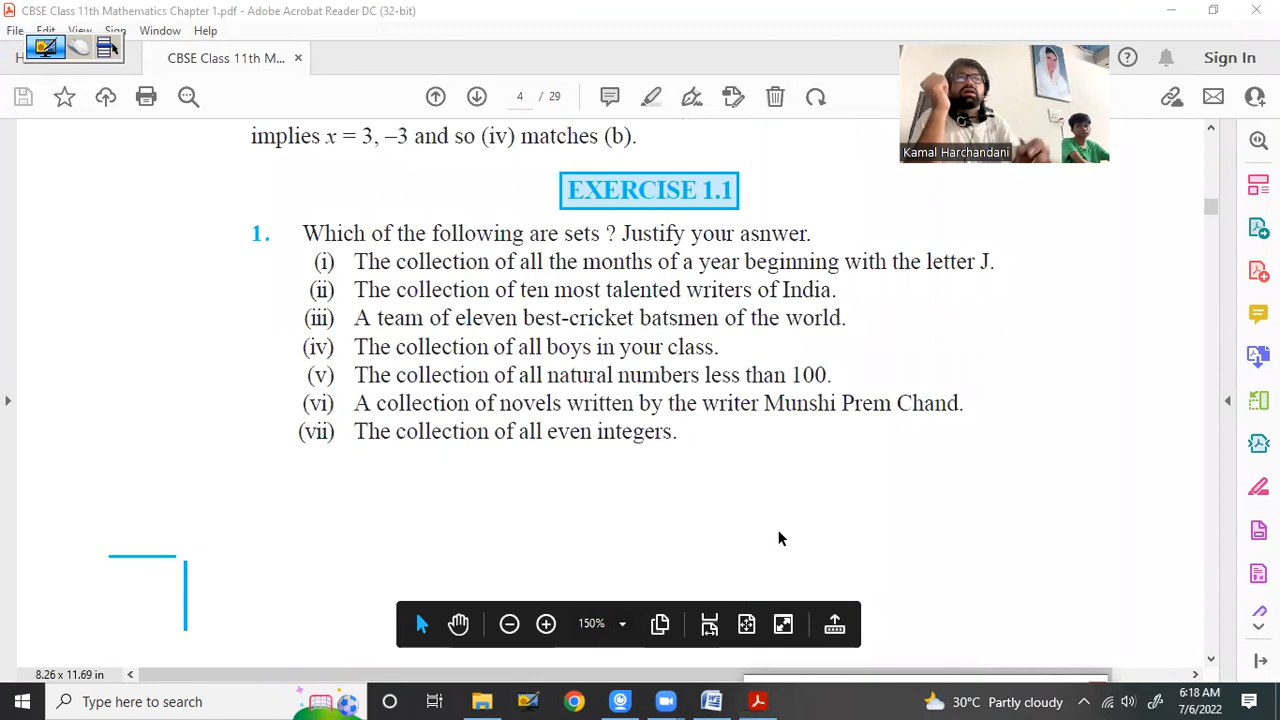 CBSE Class 11th Mathematics Chapter 1.pdf - Adobe Acrobat Reader DC (32-bit)
File Edit View Sign Window Help
CBSE Class 11th M... ×
Sign In
4 / 29
implies x = 3, –3 and so (iv) matches (b).
Kamal Harchandani
EXERCISE 1.1
1. Which of the following are sets ? Justify your asnwer.
(i) The collection of all the months of a year beginning with the letter J.
(ii) The collection of ten most talented writers of India.
(iii) A team of eleven best-cricket batsmen of the world.
(iv) The collection of all boys in your class.
(v) The collection of all natural numbers less than 100.
(vi) A collection of novels written by the writer Munshi Prem Chand.
(vii) The collection of all even integers.
150%
8.26 x 11.69 in
Type here to search
30°C Partly cloudy
6:18 AM
7/6/2022